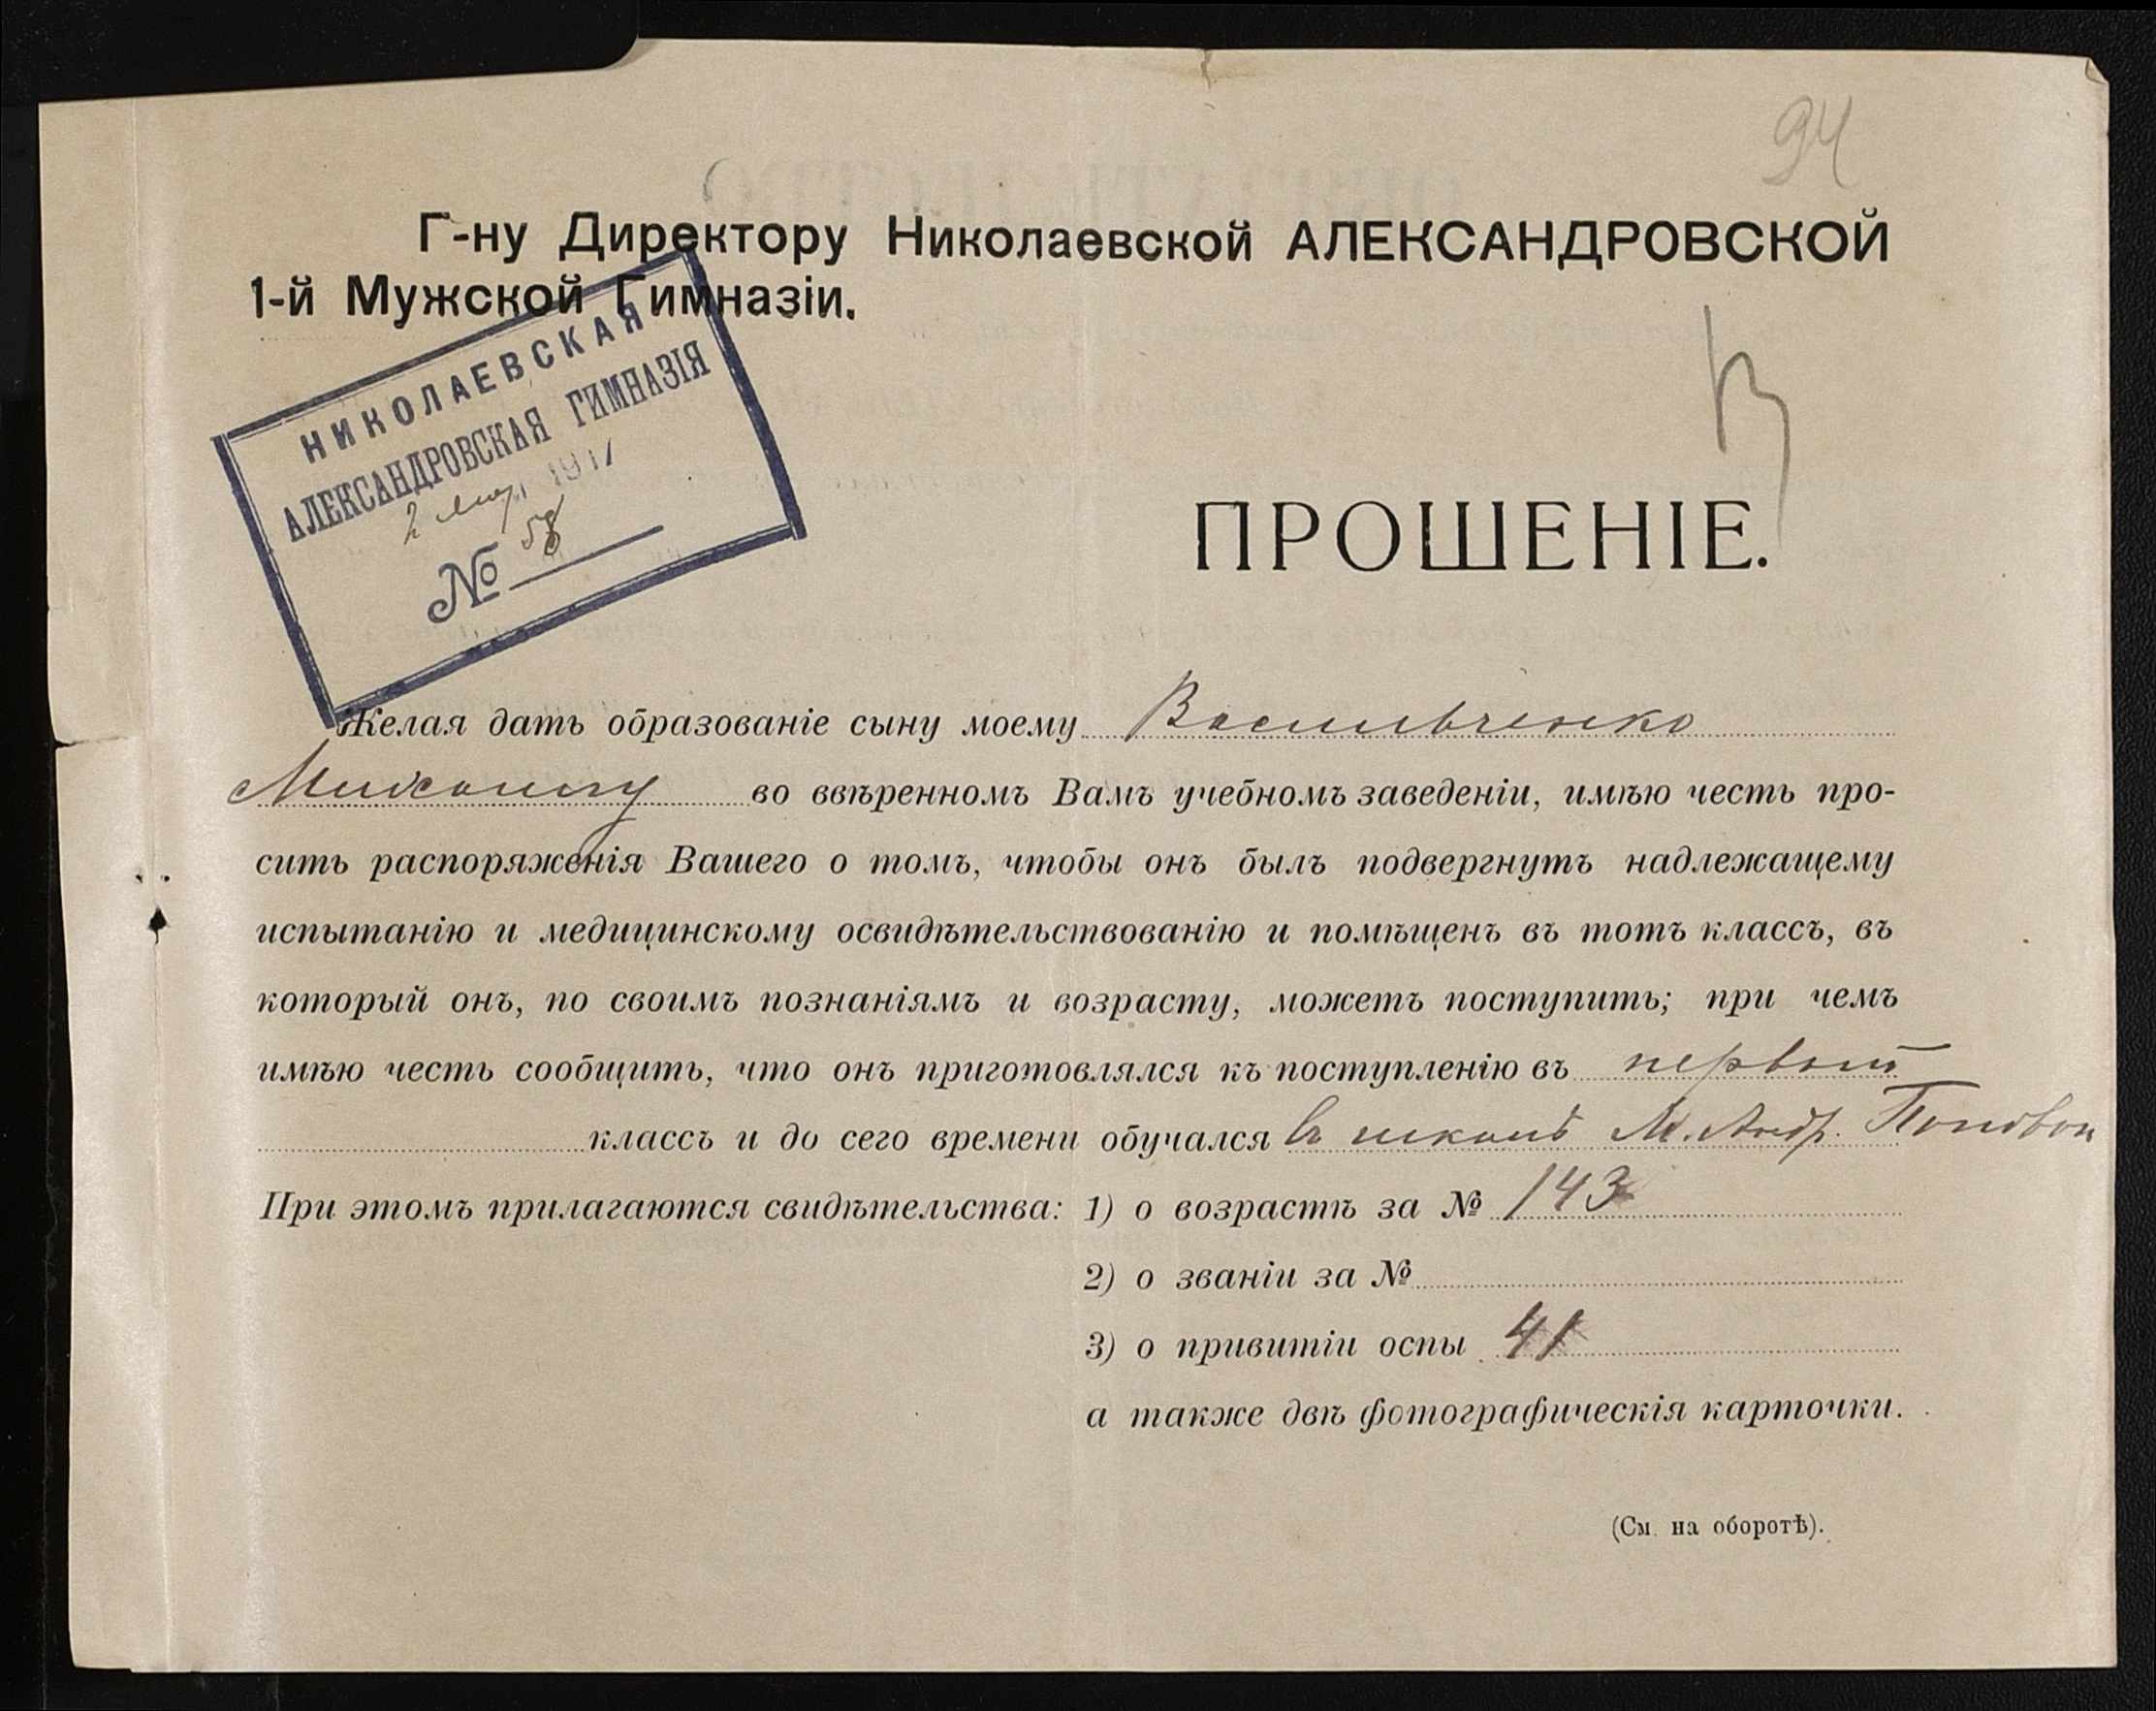 94
Г-ну Директору Николаевской АЛЕКСАНДРОВСКОЙ
1-й Мужской Гимназіи.
НИКОЛАЕВСКАЯ
АЛЕКСАНДРОВСКАЯ ГИМНАЗІЯ
2 1917
№ 58
ПРОШЕНІЕ.
Желая дать образованіе сыну моему Васильченко
Михаилу во ввѣренномъ Вамъ учебномъ заведеніи, имѣю честь про-
сить распоряженія Вашего о томъ, чтобы онъ былъ подвергнутъ надлежащему
испытанію и медицинскому освидѣтельствованію и помѣщенъ въ тотъ классъ, въ
который онъ, по своимъ познаніямъ и возрасту, можетъ поступить; при чемъ
имѣю честь сообщить, что онъ приготовлялся къ поступленію въ первый
классъ и до сего времени обучался въ школѣ М. Андр. Поповой
При этомъ прилагаются свидѣтельства: 1) о возрастѣ за № 143
2) о званіи за №
3) о привитіи оспы 41
а также двѣ фотографическія карточки.
(См. на оборотѣ).